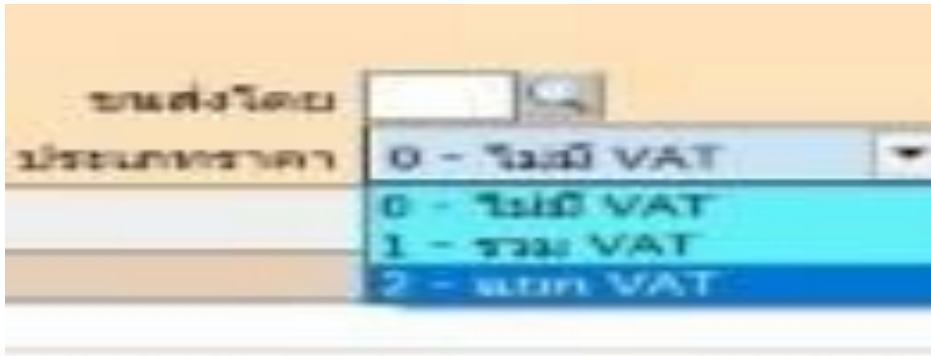 ขนส่งโดย
ประเภทราคา 0 - ไม่มี VAT
0 - ไม่มี VAT
1 - รวม VAT
2 - แยก VAT